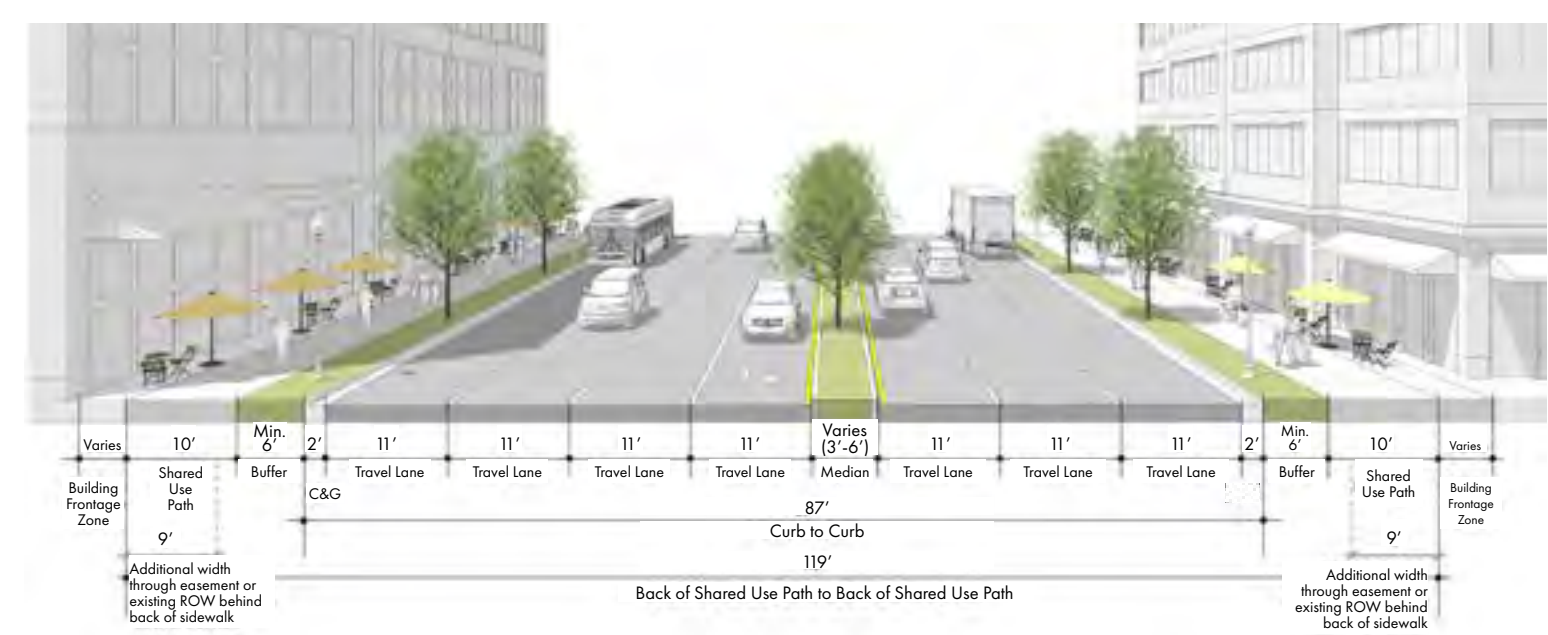 Varies
10'
Min.
6'
2'
11'
11'
11'
11'
Varies
(3'-6')
11'
11'
11'
2'
Min.
6'
10'
Varies
Building
Frontage
Zone
Shared
Use
Path
Buffer
C&G
Travel Lane
Travel Lane
Travel Lane
Travel Lane
Median
Travel Lane
Travel Lane
Travel Lane
Buffer
Shared
Use Path
Building
Frontage
Zone
87'
Curb to Curb
9'
9'
119'
Back of Shared Use Path to Back of Shared Use Path
Additional width
through easement or
existing ROW behind
back of sidewalk
Additional width
through easement or
existing ROW behind
back of sidewalk